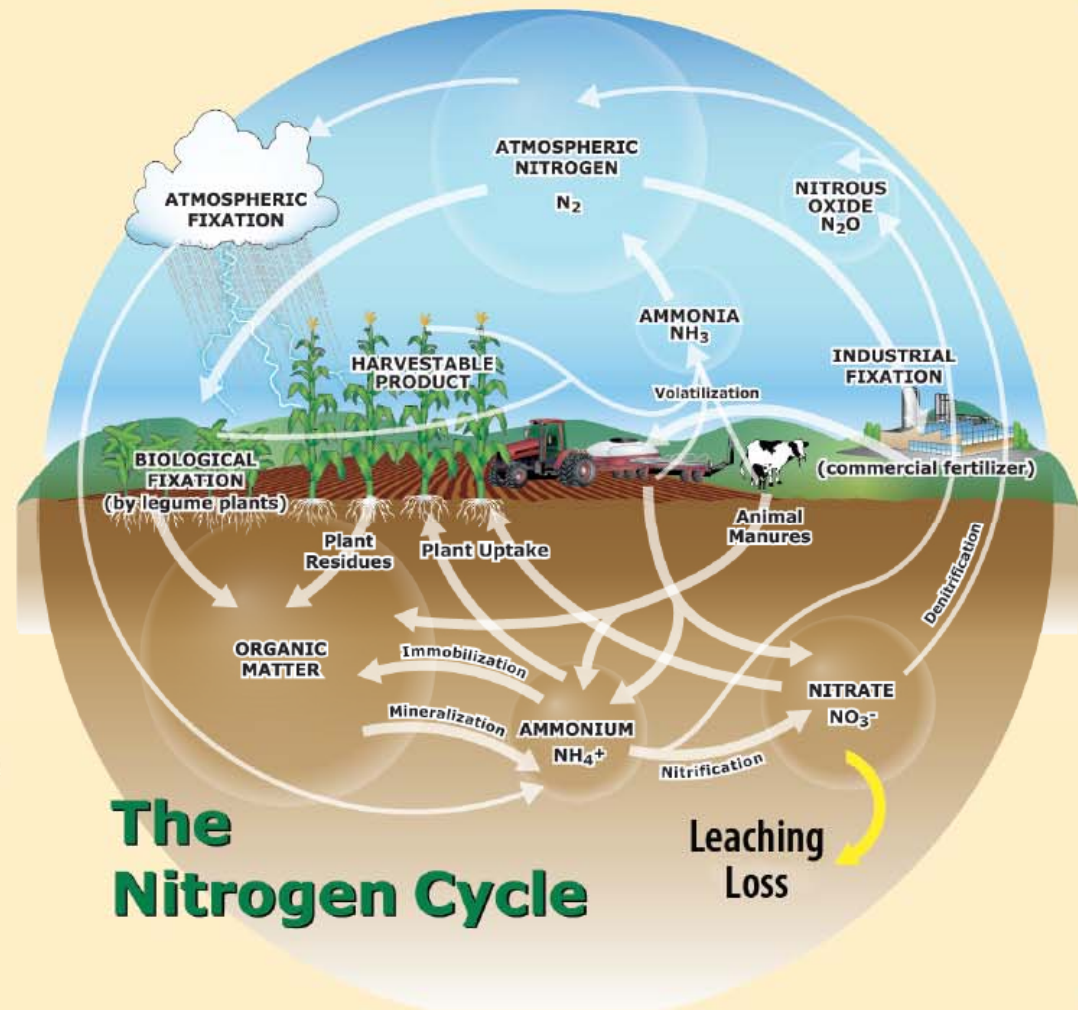 ATMOSPHERIC
NITROGEN
N₂
ATMOSPHERIC
FIXATION
NITROUS
OXIDE
N₂O
AMMONIA
NH₃
INDUSTRIAL
FIXATION
HARVESTABLE
PRODUCT
Volatilization
BIOLOGICAL
FIXATION
(by legume plants)
(commercial fertilizer)
Plant
Residues
Plant Uptake
Animal
Manures
Denitrification
ORGANIC
MATTER
Immobilization
Mineralization
AMMONIUM
NH₄+
Nitrification
NITRATE
NO₃-
The
Nitrogen Cycle
Leaching
Loss